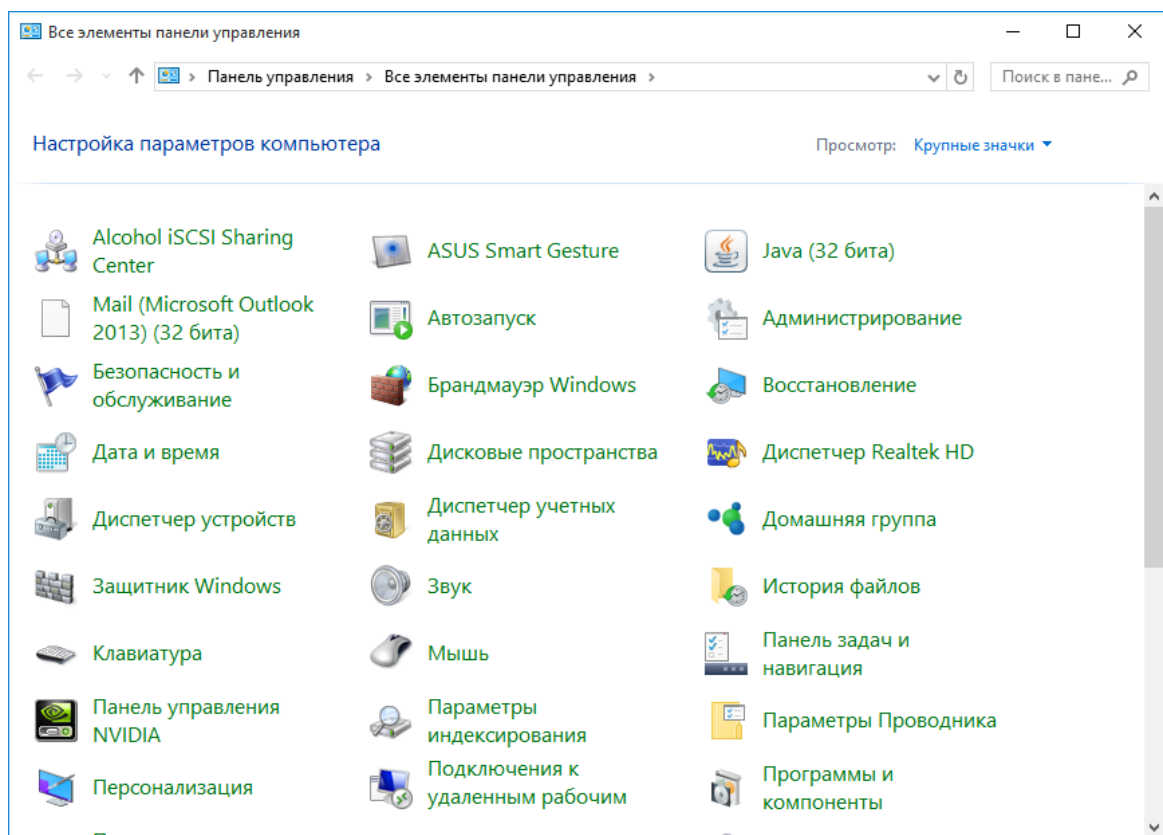 Все элементы панели управления
Панель управления > Все элементы панели управления >
Поиск в пане...
Настройка параметров компьютера
Просмотр: Крупные значки
Alcohol iSCSI Sharing
Center
ASUS Smart Gesture
Java (32 бита)
Mail (Microsoft Outlook
2013) (32 бита)
Автозапуск
Администрирование
Безопасность и
обслуживание
Брандмауэр Windows
Восстановление
Дата и время
Дисковые пространства
Диспетчер Realtek HD
Диспетчер устройств
Диспетчер учетных
данных
Домашняя группа
Защитник Windows
Звук
История файлов
Клавиатура
Мышь
Панель задач и
навигация
Панель управления
NVIDIA
Параметры
индексирования
Параметры Проводника
Персонализация
Подключения к
удаленным рабочим
Программы и
компоненты